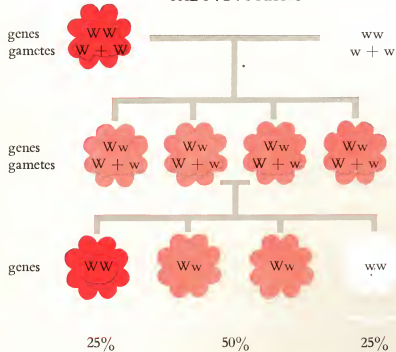 genes WW ww
gametes W + W w + w
genes Ww Ww Ww Ww
gametes W + w W + w W + w W + w
genes WW Ww Ww ww
25% 50% 25%